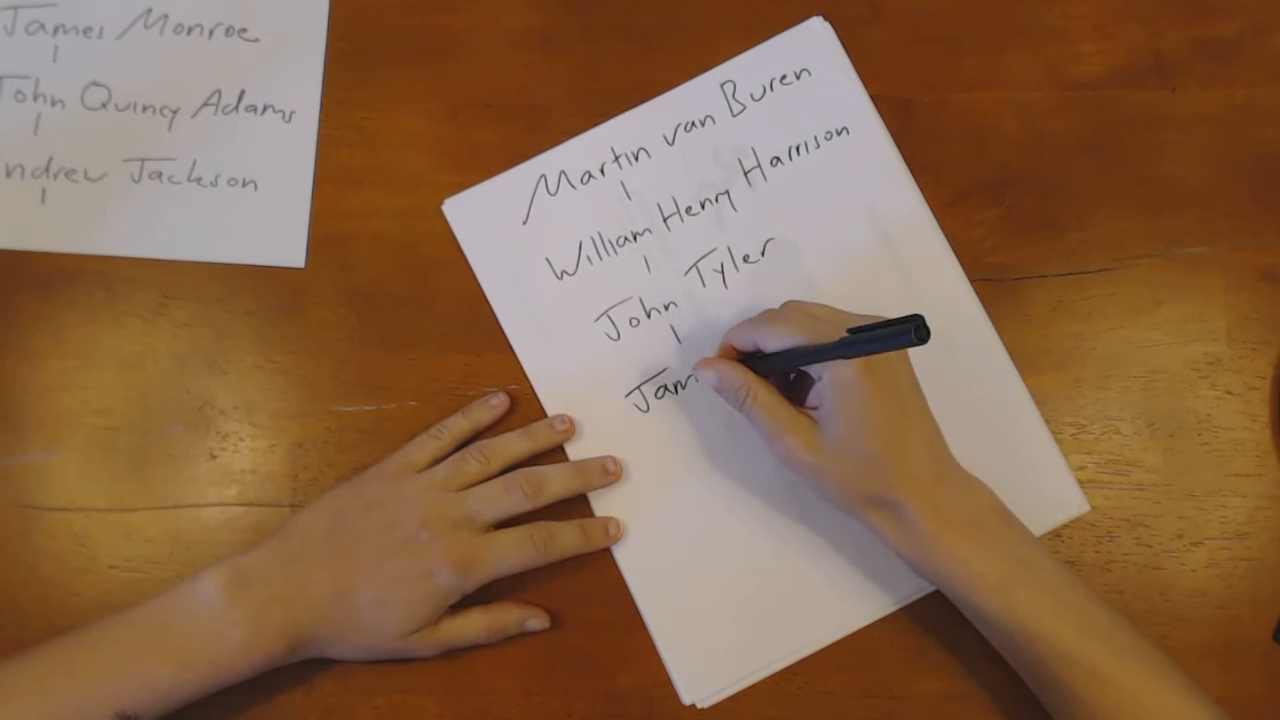 James Monroe
John Quincy Adams
ndrew Jackson
Martin van Buren
William Henry Harrison
John Tyler
Jam